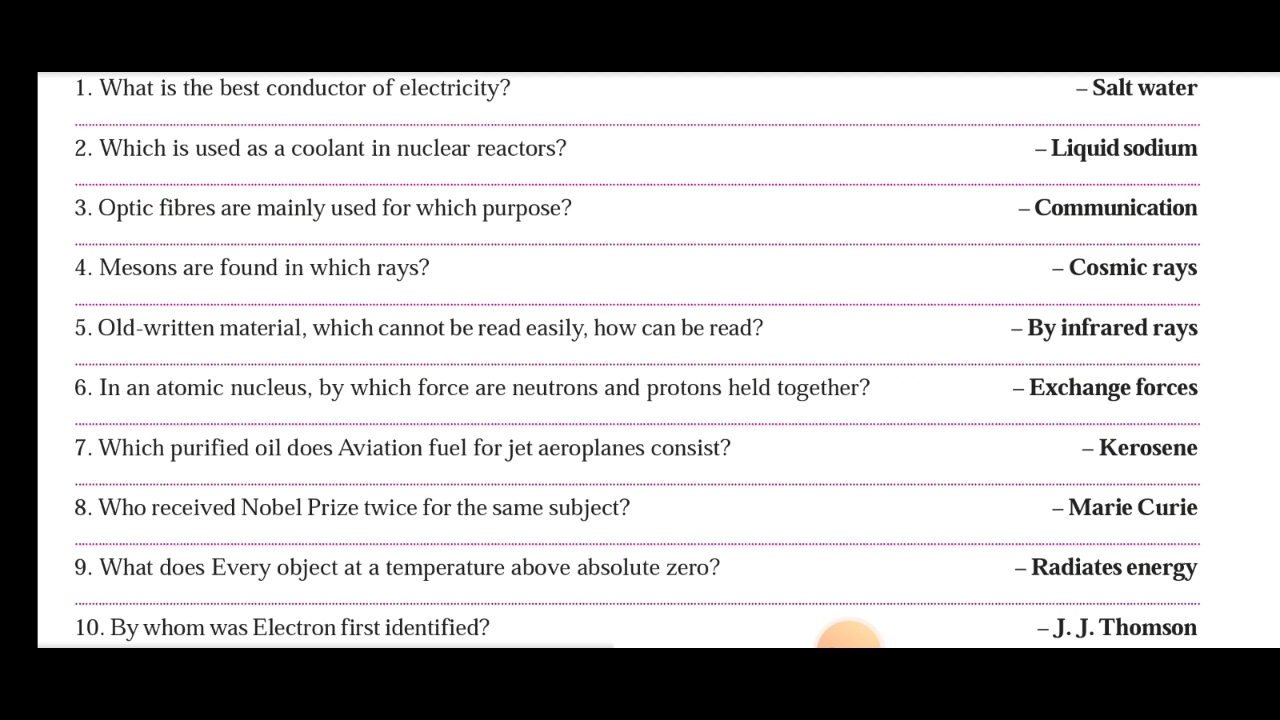 1. What is the best conductor of electricity? – Salt water
2. Which is used as a coolant in nuclear reactors? – Liquid sodium
3. Optic fibres are mainly used for which purpose? – Communication
4. Mesons are found in which rays? – Cosmic rays
5. Old-written material, which cannot be read easily, how can be read? – By infrared rays
6. In an atomic nucleus, by which force are neutrons and protons held together? – Exchange forces
7. Which purified oil does Aviation fuel for jet aeroplanes consist? – Kerosene
8. Who received Nobel Prize twice for the same subject? – Marie Curie
9. What does Every object at a temperature above absolute zero? – Radiates energy
10. By whom was Electron first identified? – J. J. Thomson